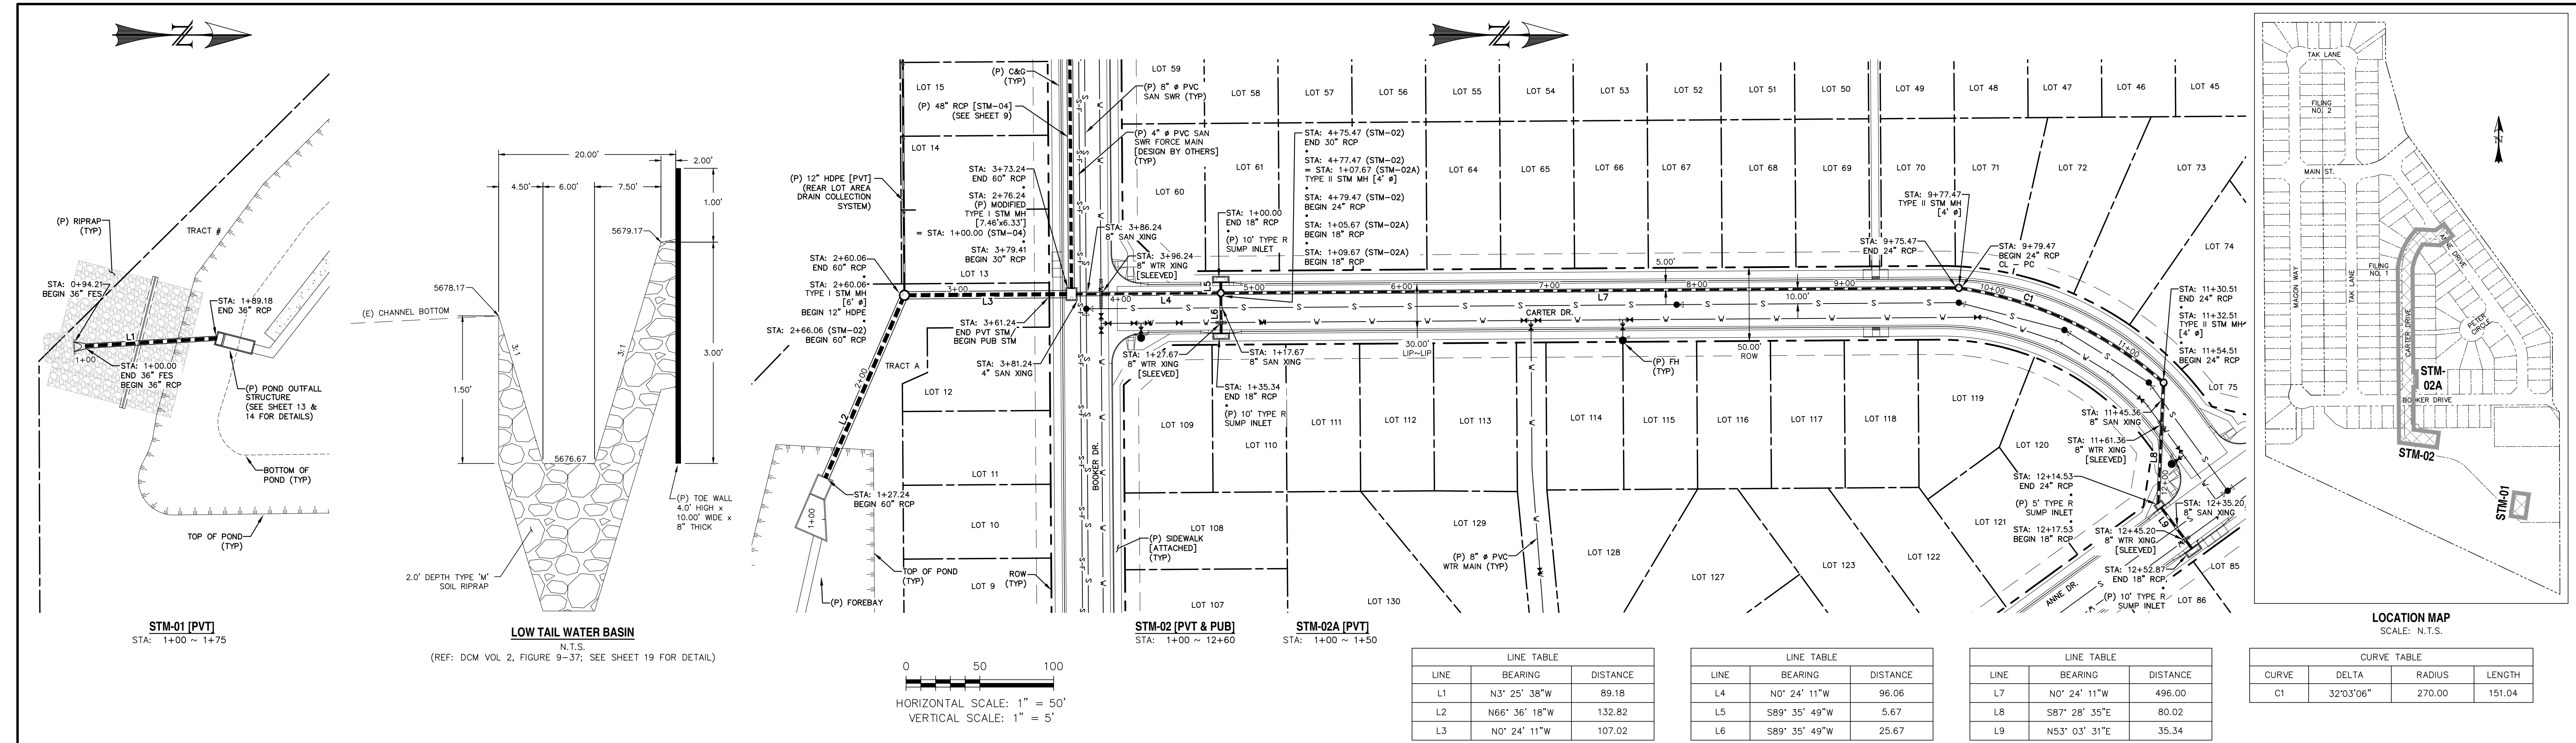 N
N
N
(P) RIPRAP
(TYP)
TRACT #
STA: 0+94.21
BEGIN 36" FES
STA: 1+89.18
END 36" RCP
L1
1+00
STA: 1+00.00
END 36" FES
BEGIN 36" RCP
(P) POND OUTFALL
STRUCTURE
(SEE SHEET 13 &
14 FOR DETAILS)
BOTTOM OF
POND (TYP)
TOP OF POND
(TYP)
STM-01 [PVT]
STA: 1+00 ~ 1+75
20.00'
2.00'
4.50'
6.00'
7.50'
1.00'
5679.17
5678.17
(E) CHANNEL BOTTOM
3:1
3:1
3.00'
1.50'
5676.67
(P) TOE WALL
4.0' HIGH x
10.00' WIDE x
8" THICK
2.0' DEPTH TYPE 'M'
SOIL RIPRAP
LOW TAIL WATER BASIN
N.T.S.
(REF: DCM VOL 2, FIGURE 9-37; SEE SHEET 19 FOR DETAIL)
LOT 15
LOT 14
LOT 13
LOT 12
LOT 11
LOT 10
LOT 9
TRACT A
(P) C&G
(TYP)
(P) 48" RCP [STM-04]
(SEE SHEET 9)
(P) 12" HDPE [PVT]
(REAR LOT AREA
DRAIN COLLECTION
SYSTEM)
STA: 3+73.24
END 60" RCP
•
STA: 2+76.24
(P) MODIFIED
TYPE I STM MH
[7.46'x6.33']
= STA: 1+00.00 (STM-04)
•
STA: 3+79.41
BEGIN 30" RCP
STA: 2+60.06
END 60" RCP
•
STA: 2+60.06
TYPE I STM MH
[6' ø]
BEGIN 12" HDPE
•
STA: 2+66.06 (STM-02)
BEGIN 60" RCP
3+00
L3
STA: 3+61.24
END PVT STM/
BEGIN PUB STM
STA: 3+81.24
4" SAN XING
L2
2+00
STA: 1+27.24
BEGIN 60" RCP
1+00
TOP OF POND
(TYP)
(P) FOREBAY
ROW
(TYP)
BOOKER DR.
(P) 8" ø PVC
SAN SWR (TYP)
(P) 4" ø PVC SAN
SWR FORCE MAIN
[DESIGN BY OTHERS]
(TYP)
STA: 3+86.24
8" SAN XING
STA: 3+96.24
8" WTR XING
[SLEEVED]
STA: 1+00.00
END 18" RCP
•
(P) 10' TYPE R
SUMP INLET
STA: 4+75.47 (STM-02)
END 30" RCP
•
STA: 4+77.47 (STM-02)
= STA: 1+07.67 (STM-02A)
TYPE II STM MH [4' ø]
•
STA: 4+79.47 (STM-02)
BEGIN 24" RCP
•
STA: 1+05.67 (STM-02A)
BEGIN 18" RCP
•
STA: 1+09.67 (STM-02A)
BEGIN 18" RCP
LOT 59
LOT 58
LOT 57
LOT 56
LOT 55
LOT 54
LOT 53
LOT 52
LOT 51
LOT 50
LOT 49
LOT 48
LOT 47
LOT 46
LOT 45
LOT 60
LOT 61
LOT 64
LOT 65
LOT 66
LOT 67
LOT 68
LOT 69
LOT 70
LOT 71
LOT 72
LOT 73
LOT 74
LOT 75
STA: 9+77.47
TYPE II STM MH
[4' ø]
STA: 9+75.47
END 24" RCP
STA: 9+79.47
BEGIN 24" RCP
CL - PC
4+00
L4
L5
L6
5+00
6+00
7+00
L7
8+00
9+00
10+00
C1
11+00
5.00'
10.00'
CARTER DR.
30.00'
LIP~LIP
50.00'
ROW
(P) FH
(TYP)
STA: 1+27.67
8" WTR XING
[SLEEVED]
STA: 1+17.67
8" SAN XING
STA: 1+35.34
END 18" RCP
•
(P) 10' TYPE R
SUMP INLET
STA: 11+30.51
END 24" RCP
•
STA: 11+32.51
TYPE II STM MH
[4' ø]
•
STA: 11+54.51
BEGIN 24" RCP
STA: 11+45.36
8" SAN XING
STA: 11+61.36
8" WTR XING
[SLEEVED]
L8
12+00
STA: 12+14.53
END 24" RCP
•
(P) 5' TYPE R
SUMP INLET
•
STA: 12+17.53
BEGIN 18" RCP
STA: 12+35.20
8" SAN XING
L9
STA: 12+45.20
8" WTR XING
[SLEEVED]
STA: 12+52.87
END 18" RCP
•
(P) 10' TYPE R
SUMP INLET
ANNE DR.
LOT 109
LOT 110
LOT 111
LOT 112
LOT 113
LOT 114
LOT 115
LOT 116
LOT 117
LOT 118
LOT 119
LOT 120
LOT 121
LOT 122
LOT 123
LOT 127
LOT 128
LOT 129
LOT 130
LOT 108
LOT 107
LOT 85
LOT 86
(P) SIDEWALK
[ATTACHED]
(TYP)
(P) 8" ø PVC
WTR MAIN (TYP)
STM-02 [PVT & PUB]
STA: 1+00 ~ 12+60
STM-02A [PVT]
STA: 1+00 ~ 1+50
0 50 100
HORIZONTAL SCALE: 1" = 50'
VERTICAL SCALE: 1" = 5'
LINE TABLE
LINE BEARING DISTANCE
L1 N3° 25' 38"W 89.18
L2 N66° 36' 18"W 132.82
L3 N0° 24' 11"W 107.02
LINE TABLE
LINE BEARING DISTANCE
L4 N0° 24' 11"W 96.06
L5 S89° 35' 49"W 5.67
L6 S89° 35' 49"W 25.67
LINE TABLE
LINE BEARING DISTANCE
L7 N0° 24' 11"W 496.00
L8 S87° 28' 35"E 80.02
L9 N53° 03' 31"E 35.34
CURVE TABLE
CURVE DELTA RADIUS LENGTH
C1 32°03'06" 270.00 151.04
TAK LANE
FILING
NO. 2
MAIN ST.
MAGON WAY
TAK LANE
FILING
NO. 1
ANNE DRIVE
CARTER DRIVE
PETER
CIRCLE
STM-
02A
BOOKER DRIVE
STM-02
STM-01
LOCATION MAP
SCALE: N.T.S.